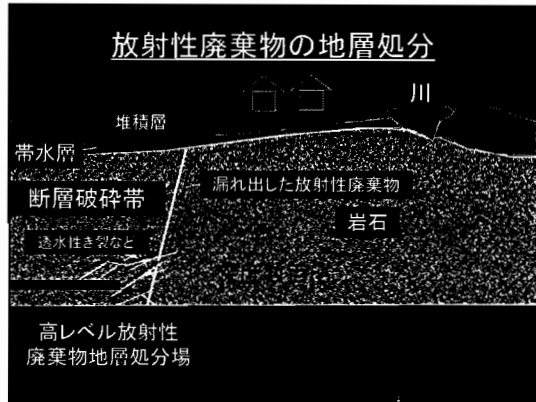 放射性廃棄物の地層処分
川
堆積層
帯水層
漏れ出した放射性廃棄物
断層破砕帯
岩石
透水性き裂など
高レベル放射性
廃棄物地層処分場